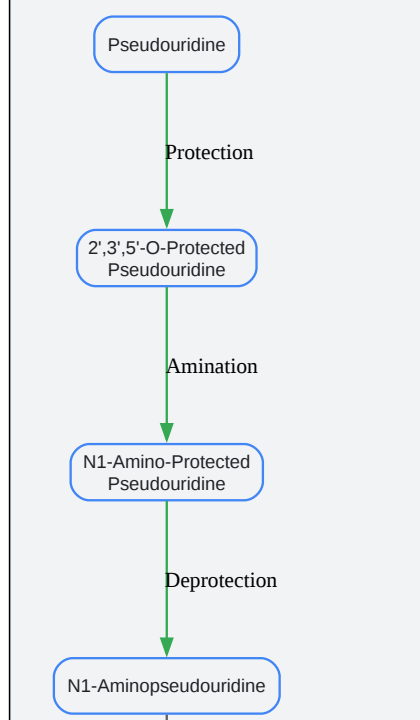 Pseudouridine
Protection
2',3',5'-O-Protected
Pseudouridine
Amination
N1-Amino-Protected
Pseudouridine
Deprotection
N1-Aminopseudouridine